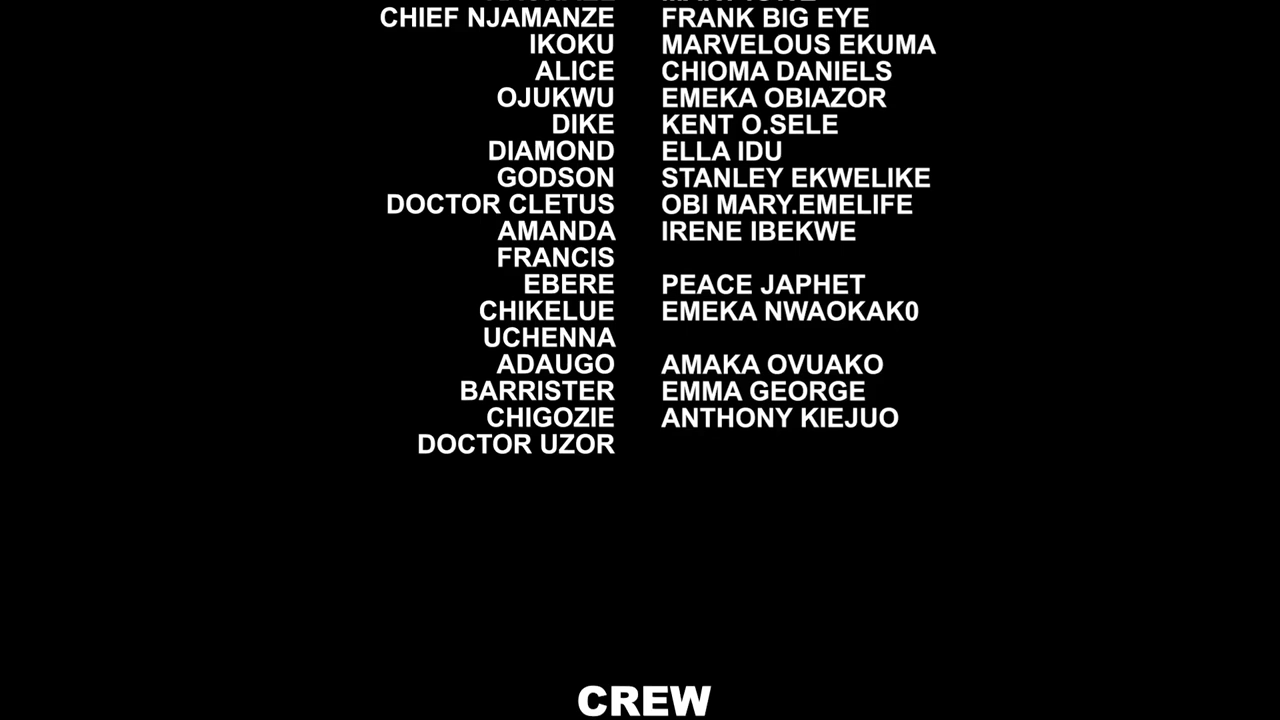 CHIEF NJAMANZE FRANK BIG EYE
IKOKU MARVELOUS EKUMA
ALICE CHIOMA DANIELS
OJUKWU EMEKA OBIAZOR
DIKE KENT O.SELE
DIAMOND ELLA IDU
GODSON STANLEY EKWELIKE
DOCTOR CLETUS OBI MARY.EMELIFE
AMANDA IRENE IBEKWE
FRANCIS
EBERE PEACE JAPHET
CHIKELUE EMEKA NWAOKAK0
UCHENNA
ADAUGO AMAKA OVUAKO
BARRISTER EMMA GEORGE
CHIGOZIE ANTHONY KIEJUO
DOCTOR UZOR
CREW